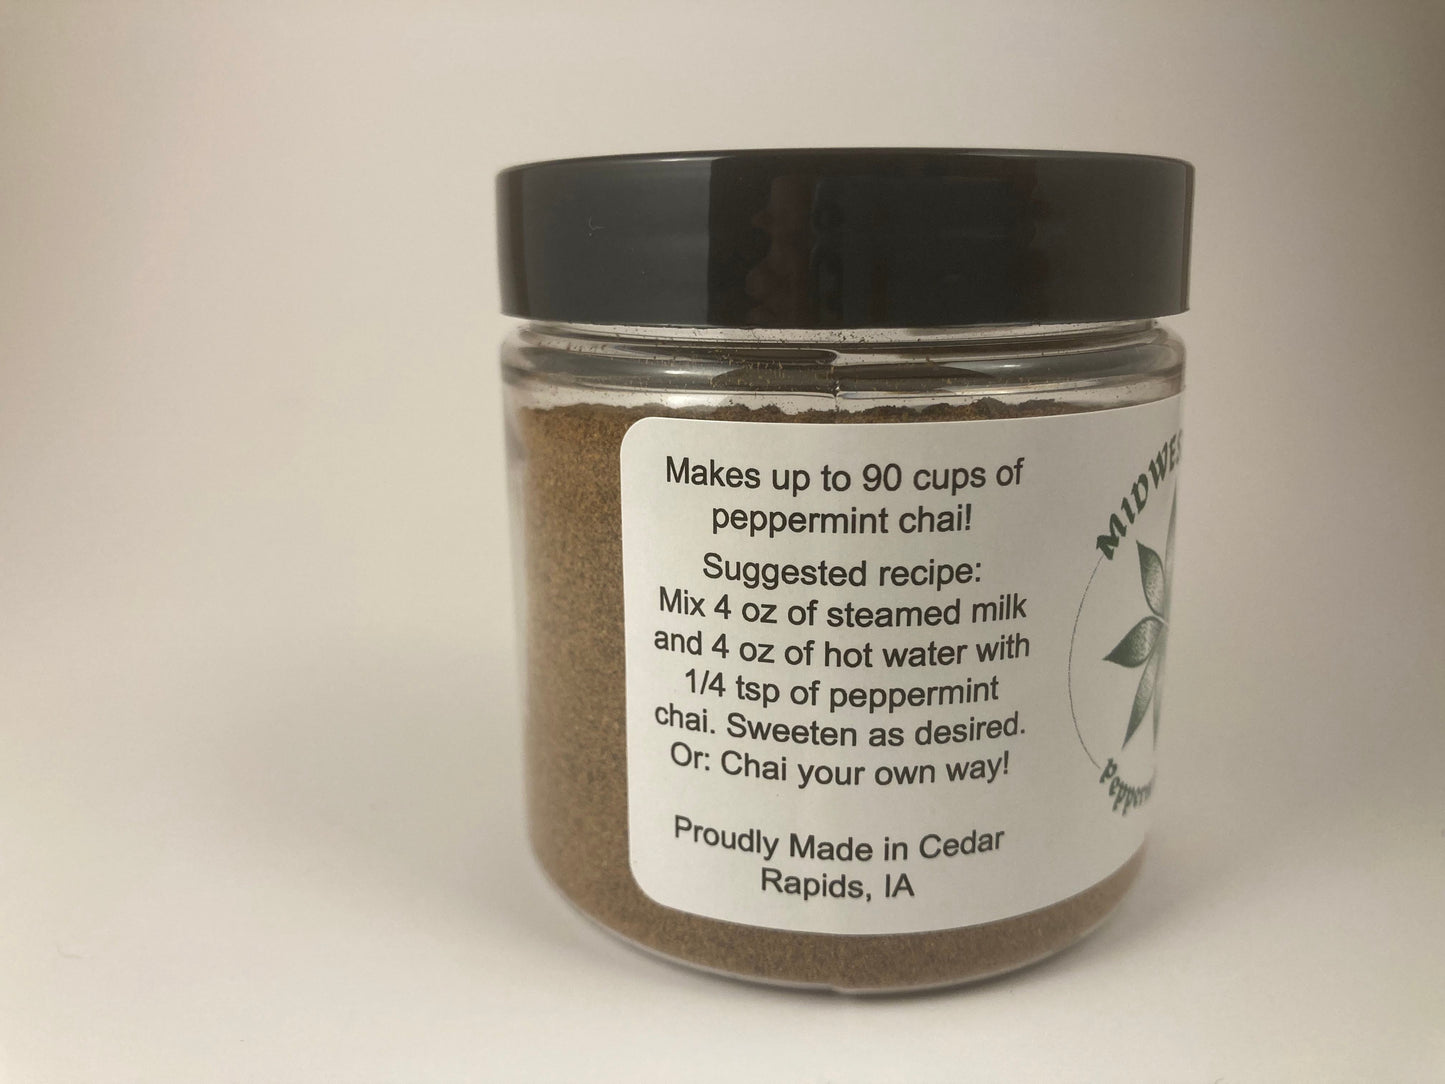 Makes up to 90 cups of
peppermint chai!
Suggested recipe:
Mix 4 oz of steamed milk
and 4 oz of hot water with
1/4 tsp of peppermint
chai. Sweeten as desired.
Or: Chai your own way!
Proudly Made in Cedar
Rapids, IA